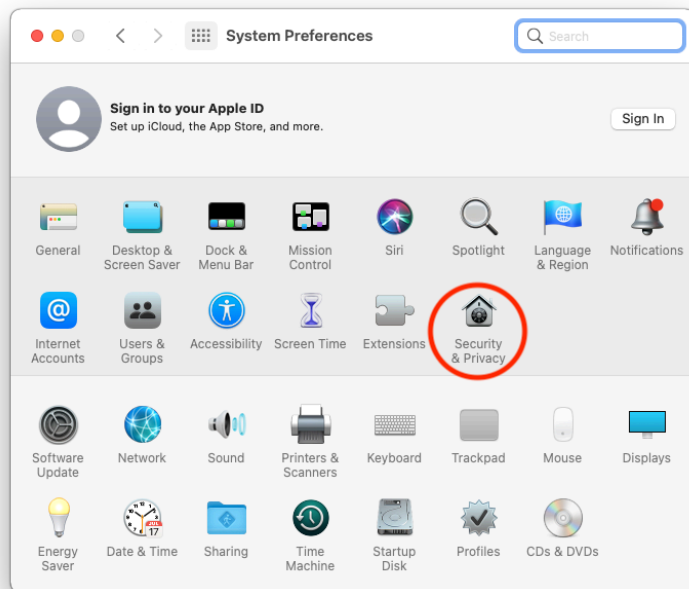 System Preferences
Search
Sign in to your Apple ID
Set up iCloud, the App Store, and more.
Sign In
General
Desktop &
Screen Saver
Dock &
Menu Bar
Mission
Control
Siri
Spotlight
Language
& Region
Notifications
Internet
Accounts
Users &
Groups
Accessibility
Screen Time
Extensions
Security
& Privacy
Software
Update
Network
Sound
Printers &
Scanners
Keyboard
Trackpad
Mouse
Displays
Energy
Saver
Date & Time
JUL
17
Sharing
Time
Machine
Startup
Disk
Profiles
CDs & DVDs